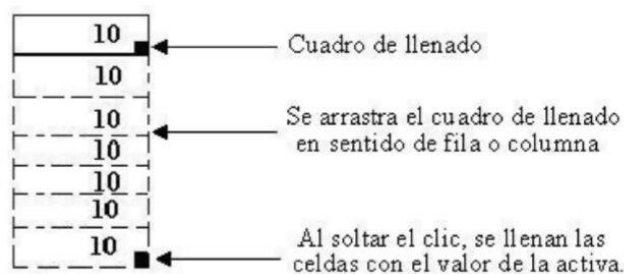 10
Cuadro de llenado
10
10
Se arrastra el cuadro de llenado
en sentido de fila o columna
10
10
10
10
Al soltar el clic, se llenan las
celdas con el valor de la activa.